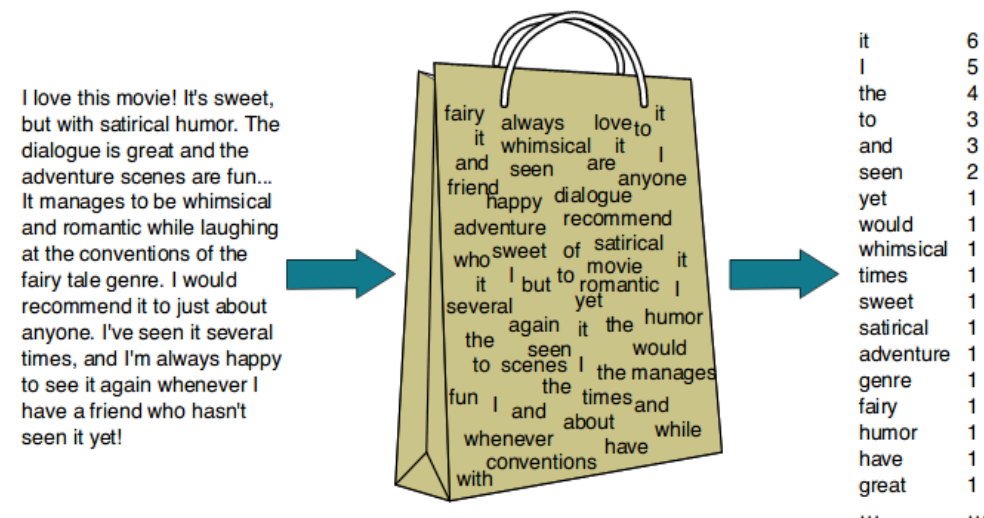 I love this movie! It's sweet,
but with satirical humor. The
dialogue is great and the
adventure scenes are fun...
It manages to be whimsical
and romantic while laughing
at the conventions of the
fairy tale genre. I would
recommend it to just about
anyone. I've seen it several
times, and I'm always happy
to see it again whenever I
have a friend who hasn't
seen it yet!
fairy always love to it
it whimsical it I
and seen are anyone
friend happy dialogue
adventure recommend
who sweet of satirical it
it I but to movie romantic I
several yet
again it the humor
the seen would
to scenes I the manages
fun the times and
I and about while
whenever have
conventions
with
it 6
I 5
the 4
to 3
and 3
seen 2
yet 1
would 1
whimsical 1
times 1
sweet 1
satirical 1
adventure 1
genre 1
fairy 1
humor 1
have 1
great 1
... ...